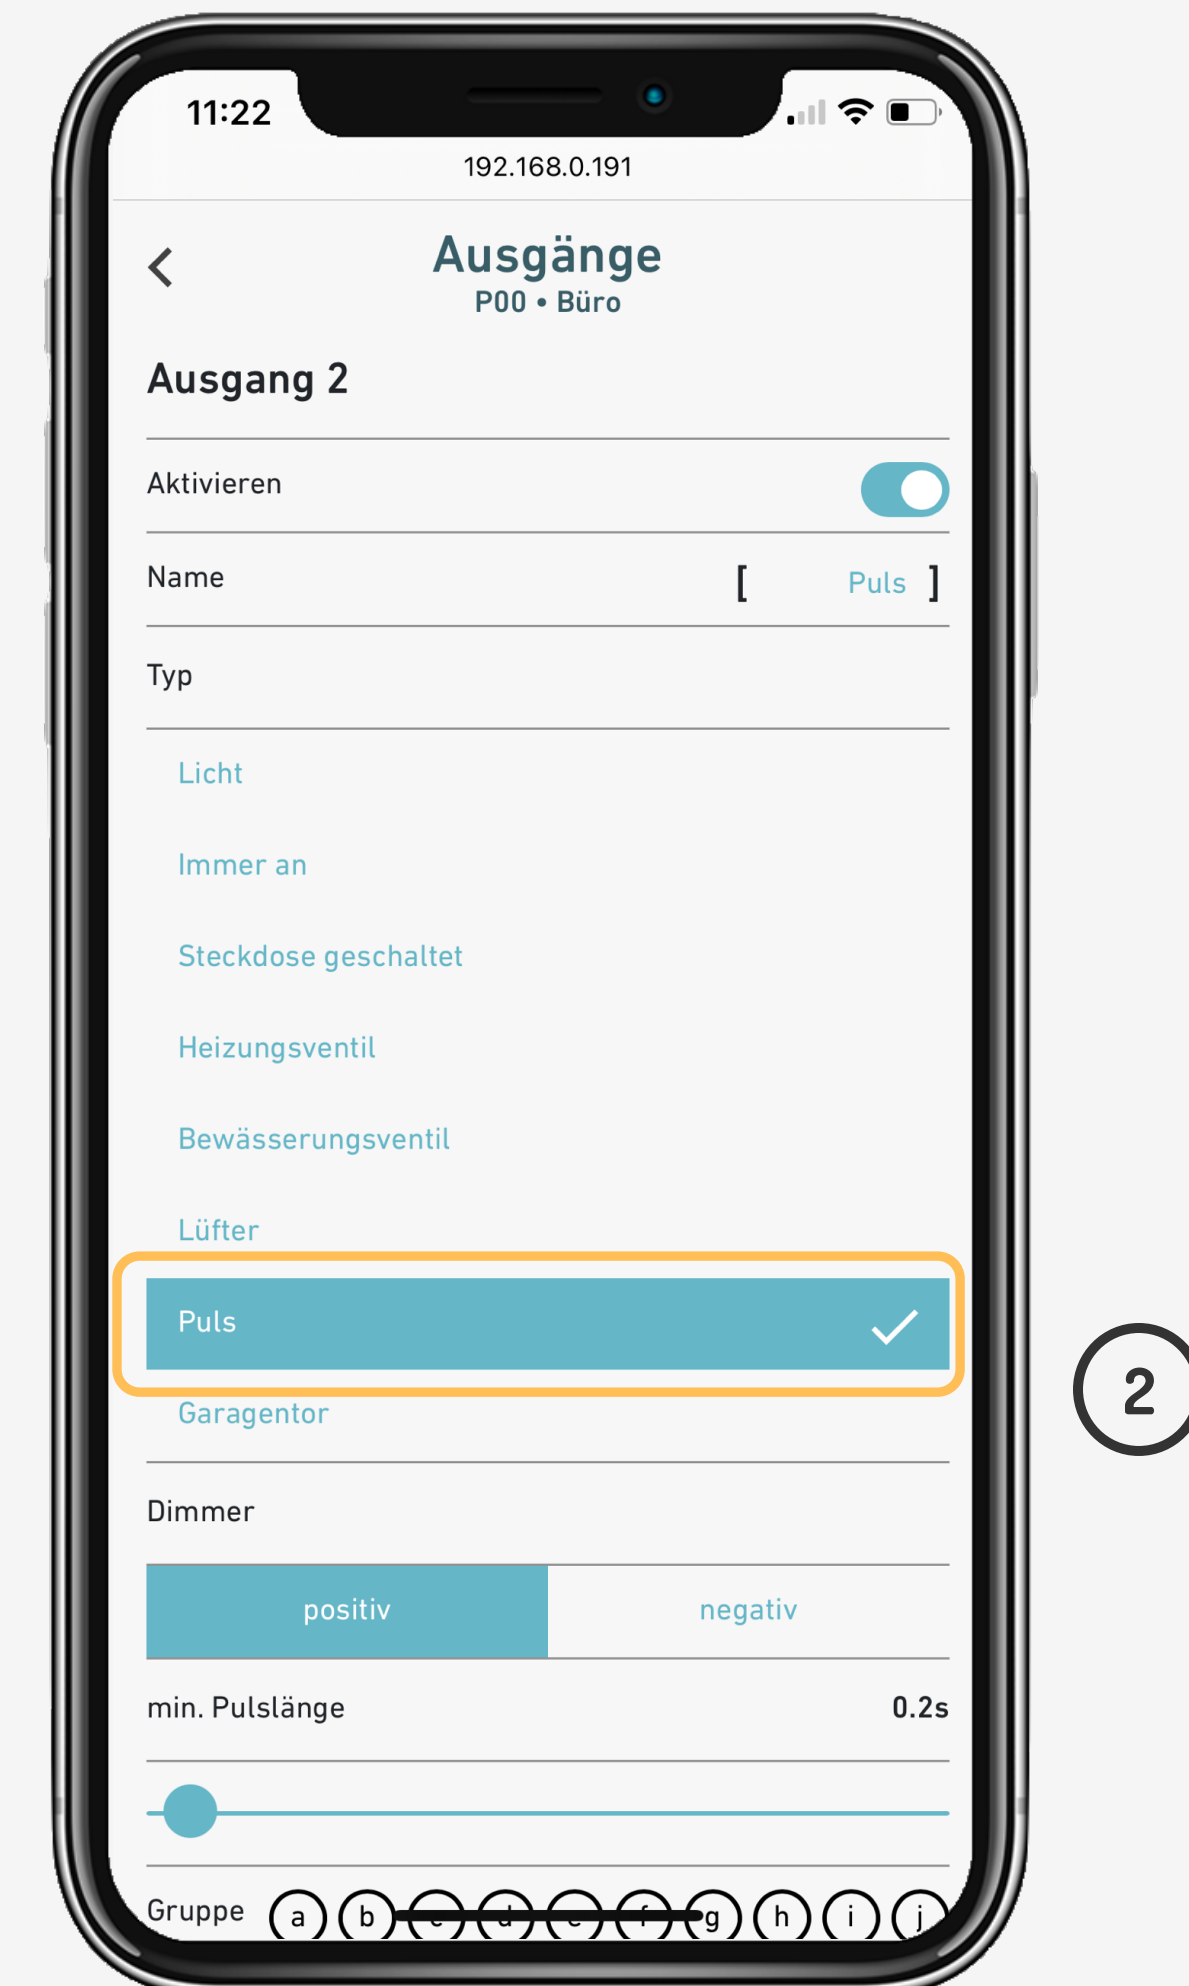 11:22
192.168.0.191
Ausgänge
P00 • Büro
Ausgang 2
Aktivieren
Name [ Puls ]
Typ
Licht
Immer an
Steckdose geschaltet
Heizungsventil
Bewässerungsventil
Lüfter
Puls
2
Garagentor
Dimmer
positiv negativ
min. Pulslänge 0.2s
Gruppe a b c d e f g h i j